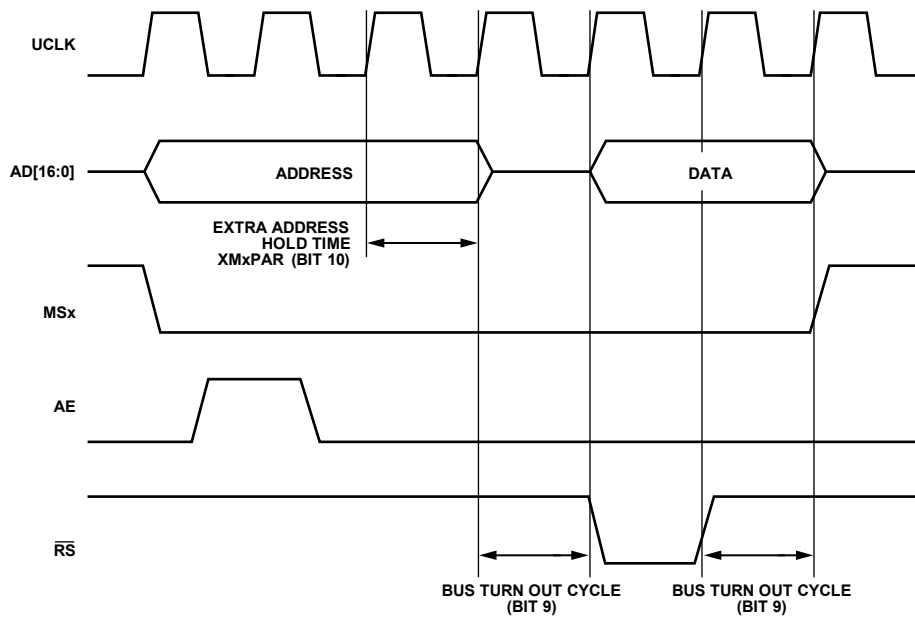 UCLK
AD[16:0]
ADDRESS
DATA
EXTRA ADDRESS
HOLD TIME
XMxPAR (BIT 10)
MSx
AE
RS
BUS TURN OUT CYCLE
(BIT 9)
BUS TURN OUT CYCLE
(BIT 9)